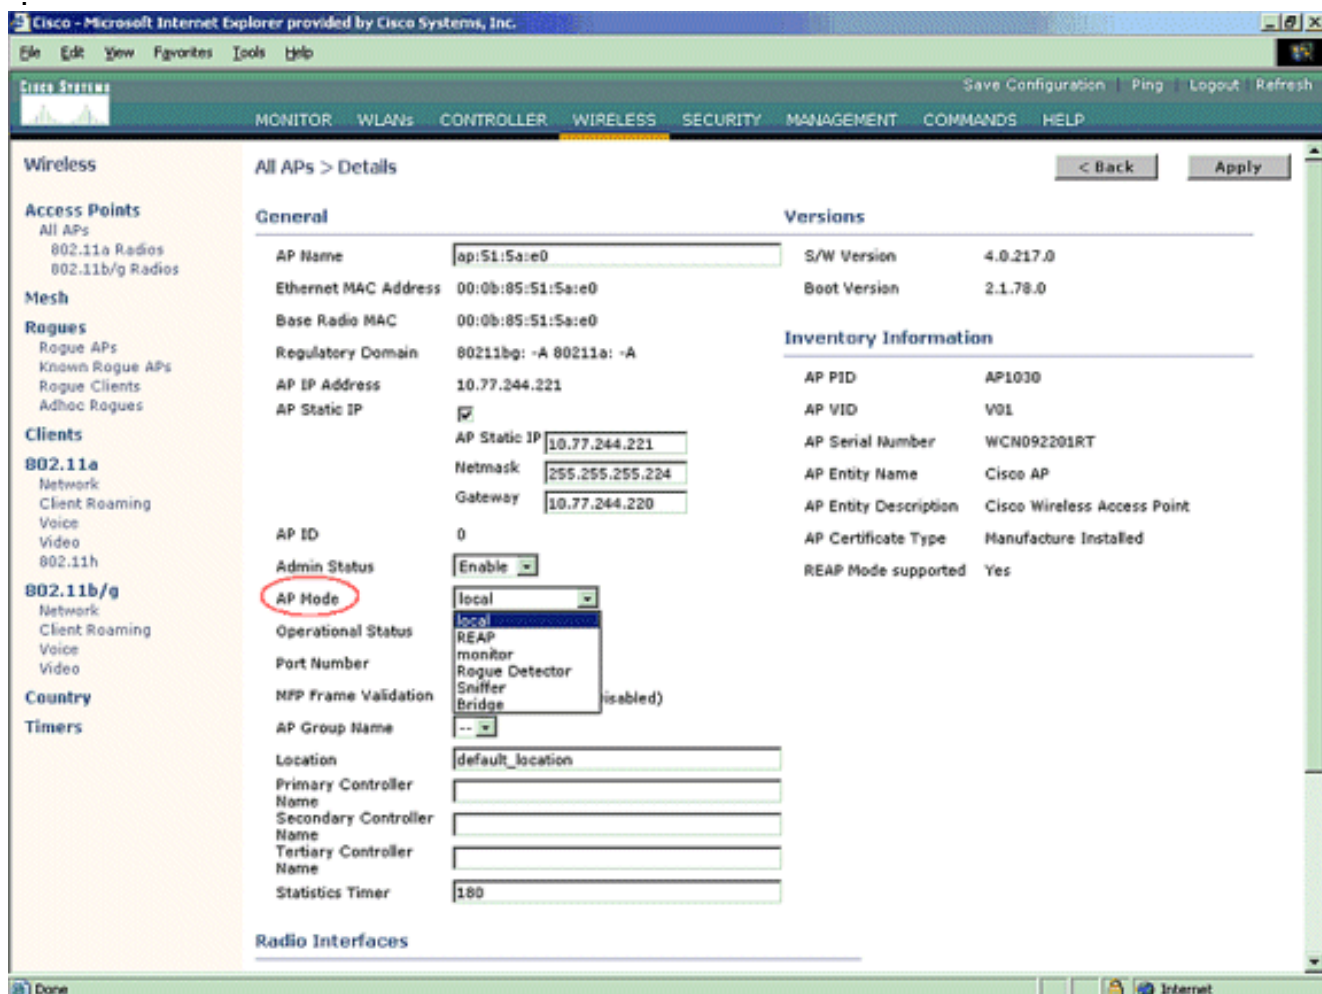 Cisco - Microsoft Internet Explorer provided by Cisco Systems, Inc.
File Edit View Favorites Tools Help
CISCO SYSTEMS
Save Configuration | Ping | Logout | Refresh
MONITOR WLANs CONTROLLER WIRELESS SECURITY MANAGEMENT COMMANDS HELP
Wireless
Access Points
All APs
802.11a Radios
802.11b/g Radios
Mesh
Rogues
Rogue APs
Known Rogue APs
Rogue Clients
Adhoc Rogues
Clients
802.11a
Network
Client Roaming
Voice
Video
802.11h
802.11b/g
Network
Client Roaming
Voice
Video
Country
Timers
All APs > Details
< Back Apply
General
AP Name ap:51:5a:e0
Ethernet MAC Address 00:0b:85:51:5a:e0
Base Radio MAC 00:0b:85:51:5a:e0
Regulatory Domain 80211bg: -A 80211a: -A
AP IP Address 10.77.244.221
AP Static IP
AP Static IP 10.77.244.221
Netmask 255.255.255.224
Gateway 10.77.244.220
AP ID 0
Admin Status Enable
AP Mode local
local
REAP
monitor
Rogue Detector
Sniffer
Bridge
Operational Status
Port Number
MFP Frame Validation isabled)
AP Group Name --
Location default_location
Primary Controller
Name
Secondary Controller
Name
Tertiary Controller
Name
Statistics Timer 180
Radio Interfaces
Versions
S/W Version 4.0.217.0
Boot Version 2.1.78.0
Inventory Information
AP PID AP1030
AP VID V01
AP Serial Number WCN092201RT
AP Entity Name Cisco AP
AP Entity Description Cisco Wireless Access Point
AP Certificate Type Manufacture Installed
REAP Mode supported Yes
Done Internet